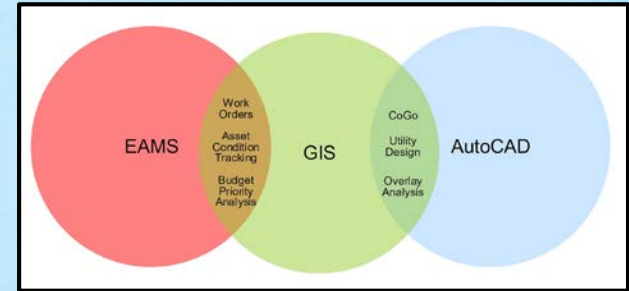 EAMS
Work
Orders
Asset
Condition
Tracking
Budget
Priority
Analysis
GIS
CoGo
Utility
Design
Overlay
Analysis
AutoCAD